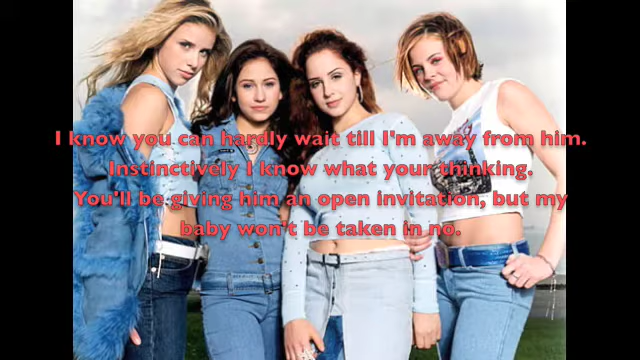 I know you can hardly wait till I'm away from him.
Instinctively I know what your thinking.
You'll be giving him an open invitation, but my
baby won't be taken in no.